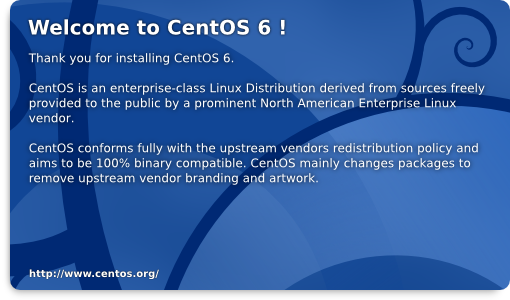 Welcome to CentOS 6 !
Thank you for installing CentOS 6.
CentOS is an enterprise-class Linux Distribution derived from sources freely
provided to the public by a prominent North American Enterprise Linux
vendor.
CentOS conforms fully with the upstream vendors redistribution policy and
aims to be 100% binary compatible. CentOS mainly changes packages to
remove upstream vendor branding and artwork.
http://www.centos.org/